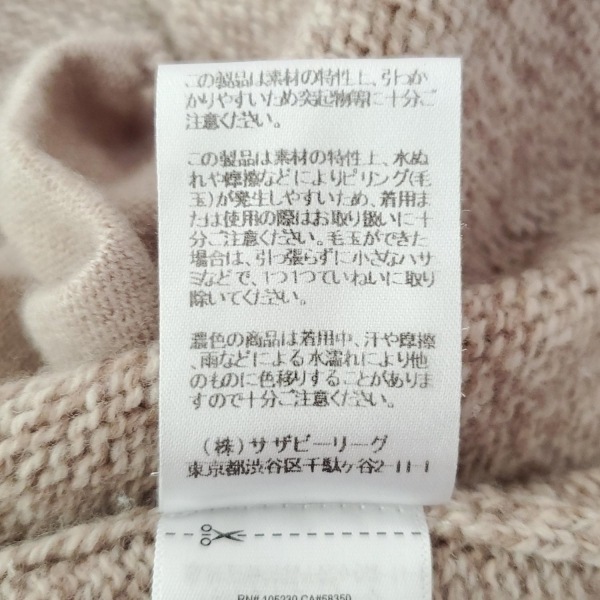 この製品は素材の特性上、引っか
かりやすいため突起物等に十分ご
注意ください。
この製品は素材の特性上、水ぬ
れや摩擦などによりピリング(毛
玉)が発生しやすいため、着用ま
たは使用の際はお取り扱いに十
分ご注意ください。毛玉ができた
場合は、引っ張らずに小さなハサ
ミなどで、1つ1つていねいに取り
除いてください。
濃色の商品は着用中、汗や摩擦
、雨などによる水濡れにより他
のものに色移りすることがありま
すので十分ご注意ください。
(株)サザビーリーグ
東京都渋谷区千駄ヶ谷2-11-1
RN# 105230 CA#58350